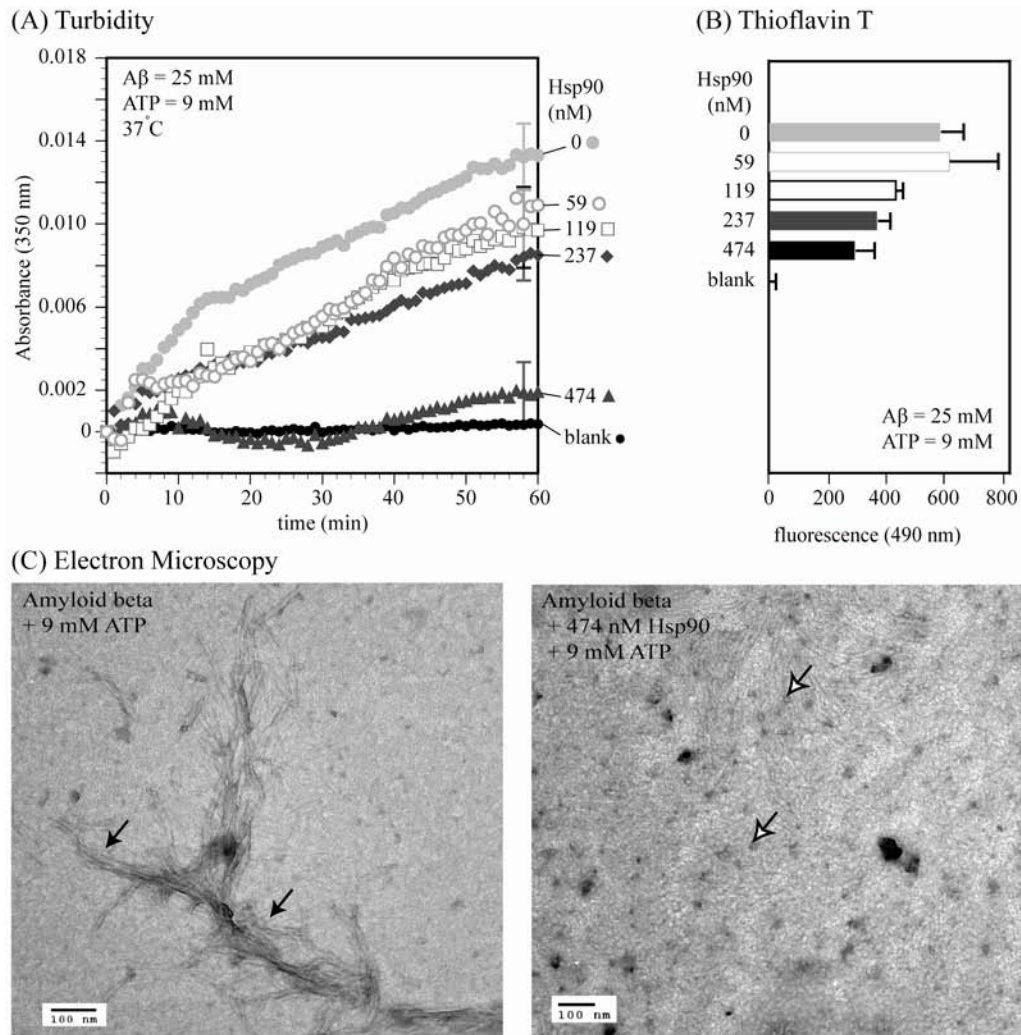 (A) Turbidity
0.018
0.014
0.010
0.006
0.002
0
Absorbance (350 nm)
Aβ = 25 mM
ATP = 9 mM
37°C
Hsp90
(nM)
0
59
119
237
474
blank
0 10 20 30 40 50 60
time (min)
(B) Thioflavin T
Hsp90
(nM)
0
59
119
237
474
blank
Aβ = 25 mM
ATP = 9 mM
0 200 400 600 800
fluorescence (490 nm)
(C) Electron Microscopy
Amyloid beta
+ 9 mM ATP
100 nm
Amyloid beta
+ 474 nM Hsp90
+ 9 mM ATP
100 nm